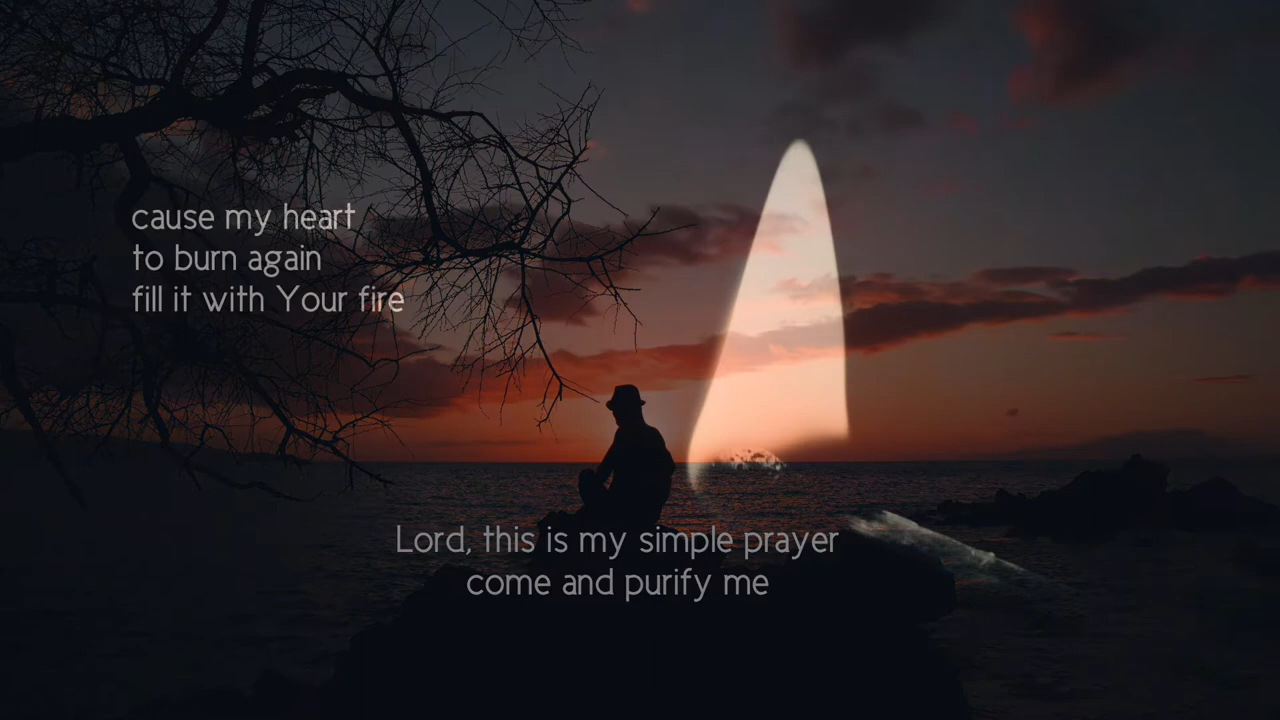 cause my heart
to burn again
fill it with Your fire
Lord, this is my simple prayer
come and purify me